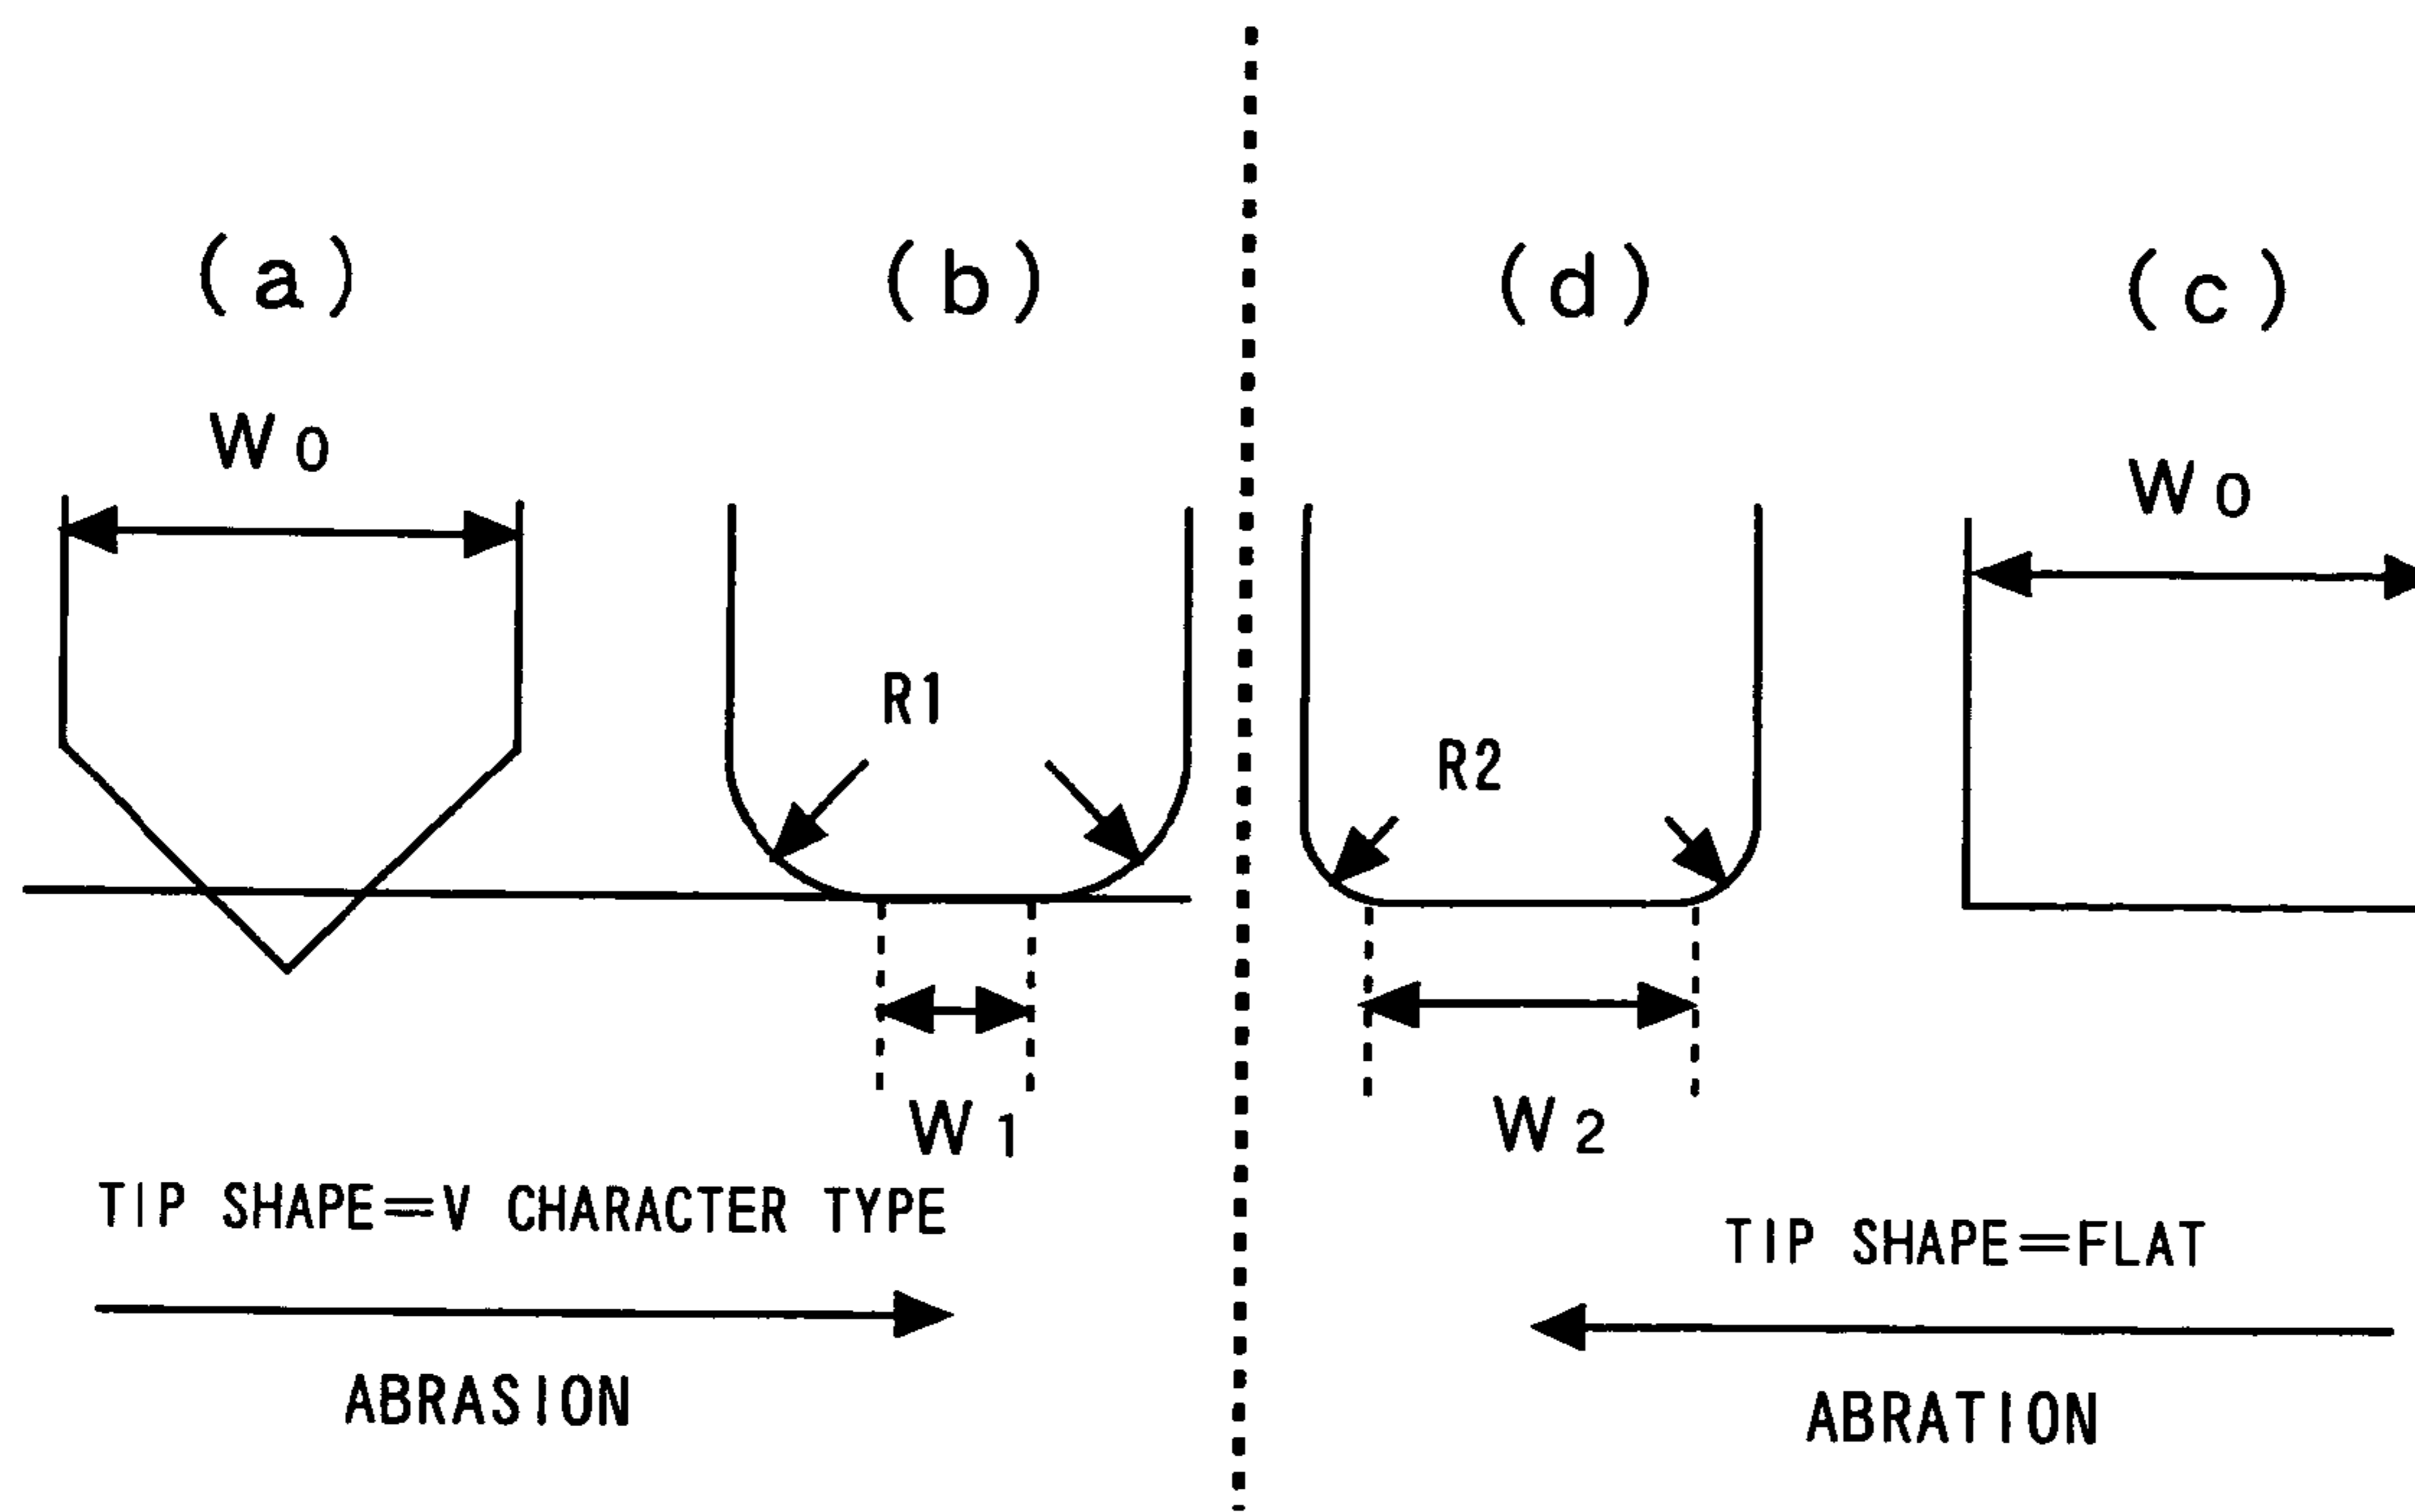 (a)
(b)
(d)
(c)
W0
W0
R1
R2
W1
W2
TIP SHAPE=V CHARACTER TYPE
TIP SHAPE=FLAT
ABRASION
ABRATION